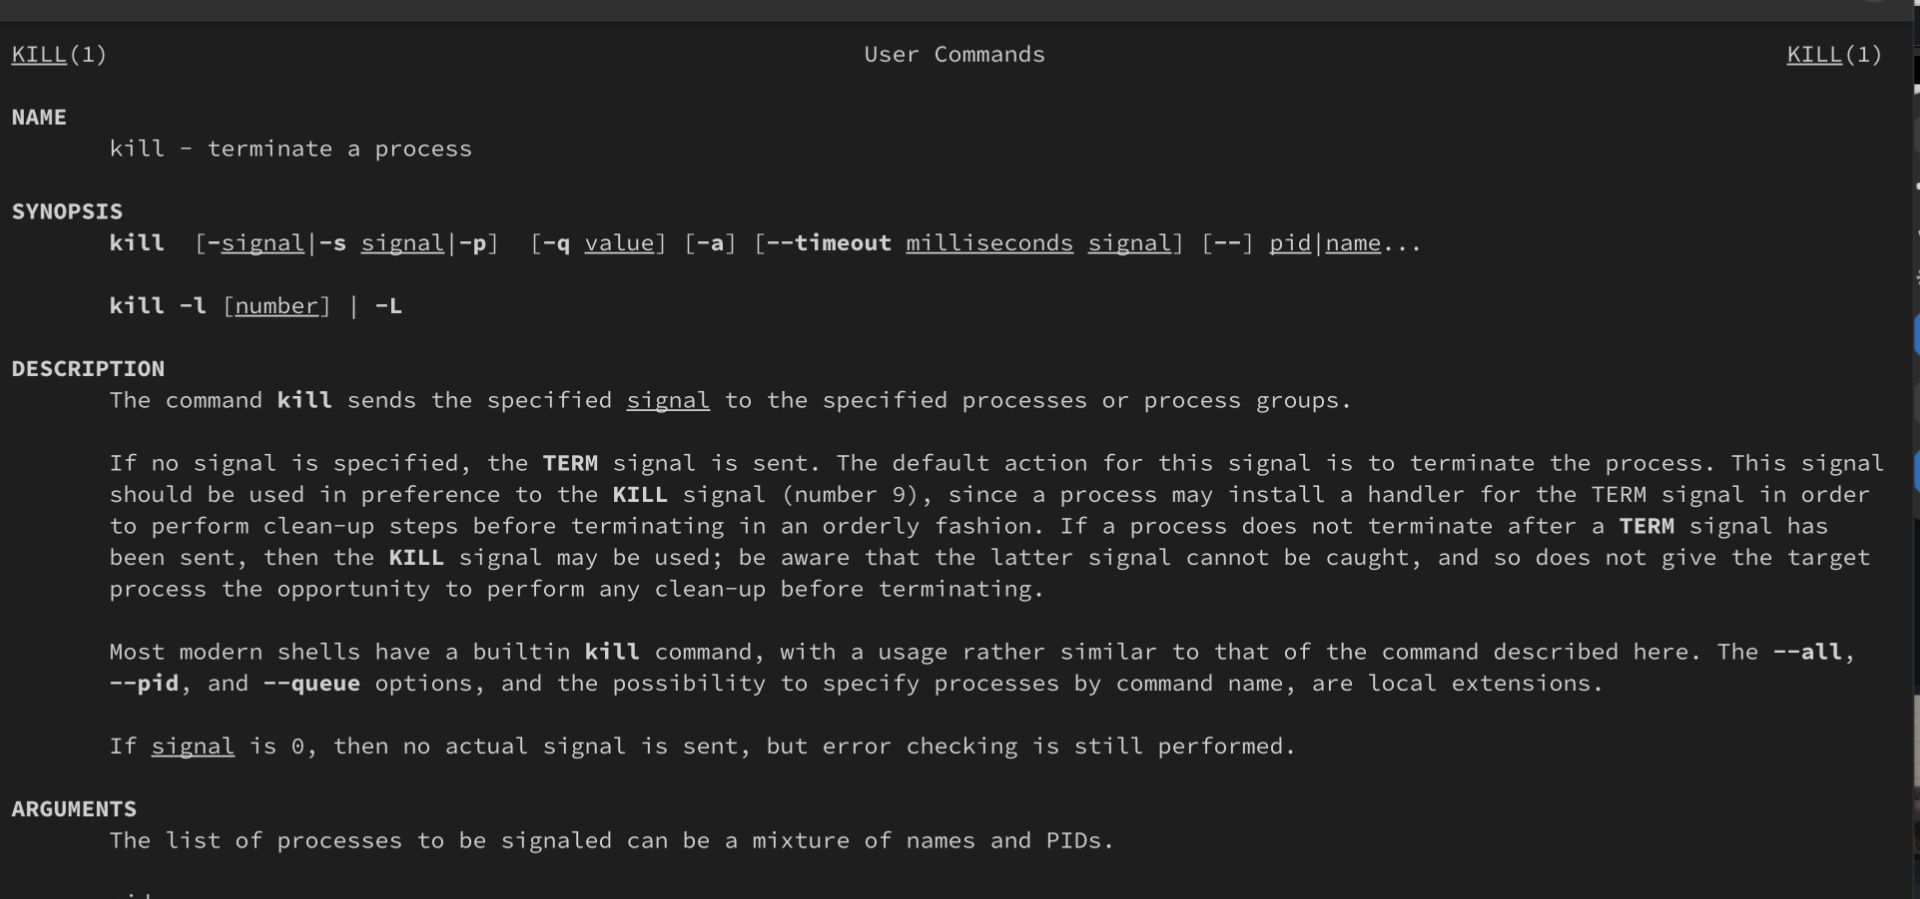 KILL(1) User Commands KILL(1)
NAME
kill - terminate a process
SYNOPSIS
kill [-signal|-s signal|-p] [-q value] [-a] [--timeout milliseconds signal] [--] pid|name...
kill -l [number] | -L
DESCRIPTION
The command kill sends the specified signal to the specified processes or process groups.
If no signal is specified, the TERM signal is sent. The default action for this signal is to terminate the process. This signal
should be used in preference to the KILL signal (number 9), since a process may install a handler for the TERM signal in order
to perform clean-up steps before terminating in an orderly fashion. If a process does not terminate after a TERM signal has
been sent, then the KILL signal may be used; be aware that the latter signal cannot be caught, and so does not give the target
process the opportunity to perform any clean-up before terminating.
Most modern shells have a builtin kill command, with a usage rather similar to that of the command described here. The --all,
--pid, and --queue options, and the possibility to specify processes by command name, are local extensions.
If signal is 0, then no actual signal is sent, but error checking is still performed.
ARGUMENTS
The list of processes to be signaled can be a mixture of names and PIDs.